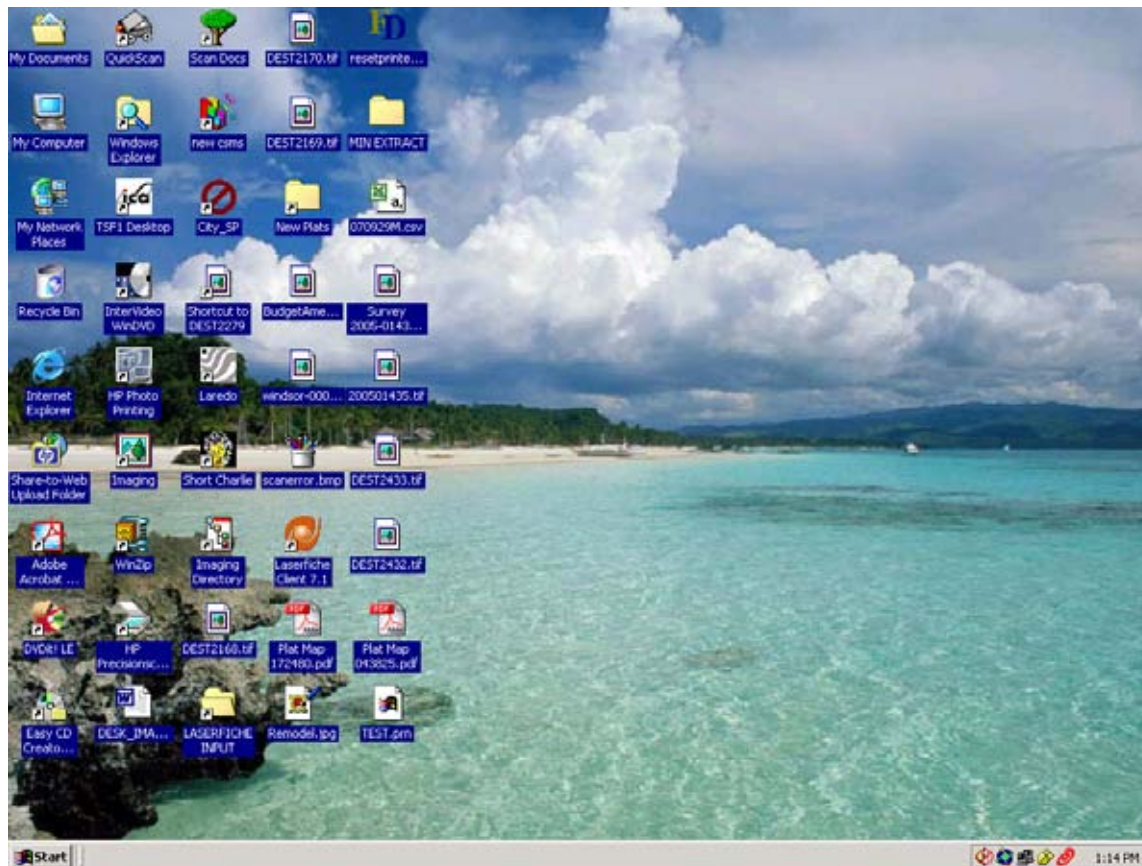 My Documents
QuickScan
Scan Docs
DEST2170.tif
FD
resetprinte...
My Computer
Windows
Explorer
new csms
DEST2169.tif
MIN EXTRACT
My Network
Places
ica
TSF1 Desktop
City_SP
New Plats
a,
070929M.csv
Recycle Bin
InterVideo
WinDVD
Shortcut to
DEST2279
BudgetAme...
Survey
2005-0143...
Internet
Explorer
HP Photo
Printing
Laredo
windsor-000...
200501435.tif
hp
Share-to-Web
Upload Folder
Imaging
Short Charlie
scanerror.bmp
DEST2433.tif
Adobe
Acrobat ...
WinZip
Imaging
Directory
Laserfiche
Client 7.1
DEST2432.tif
DVDit! LE
HP
Precisionsc...
DEST2168.tif
PDF
Plat Map
172480.pdf
PDF
Plat Map
043825.pdf
Easy CD
Creato...
W
DESK_IMA...
LASERFICHE
INPUT
Remodel.jpg
TEST.prn
Start
1:14 PM